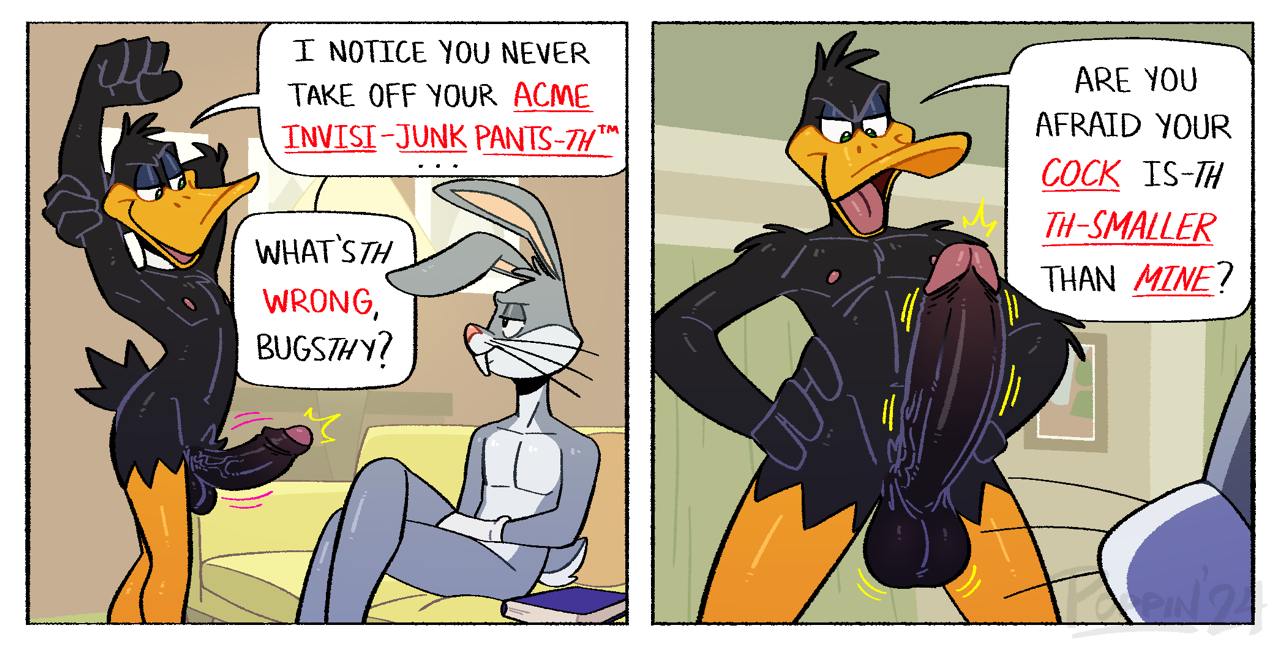 I NOTICE YOU NEVER
TAKE OFF YOUR ACME
INVISI-JUNK PANTS-TH™
...
WHAT'STH
WRONG,
BUGSTHY?
ARE YOU
AFRAID YOUR
COCK IS-TH
TH-SMALLER
THAN MINE?
POPPIN'24